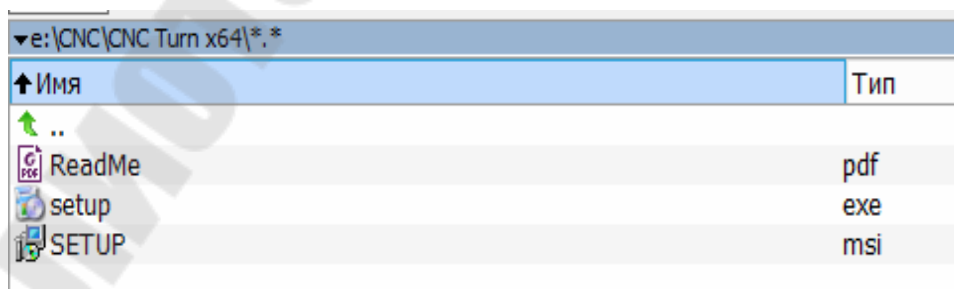 ▾e:\CNC\CNC Turn x64\*.*
Имя Тип
..
ReadMe pdf
setup exe
SETUP msi